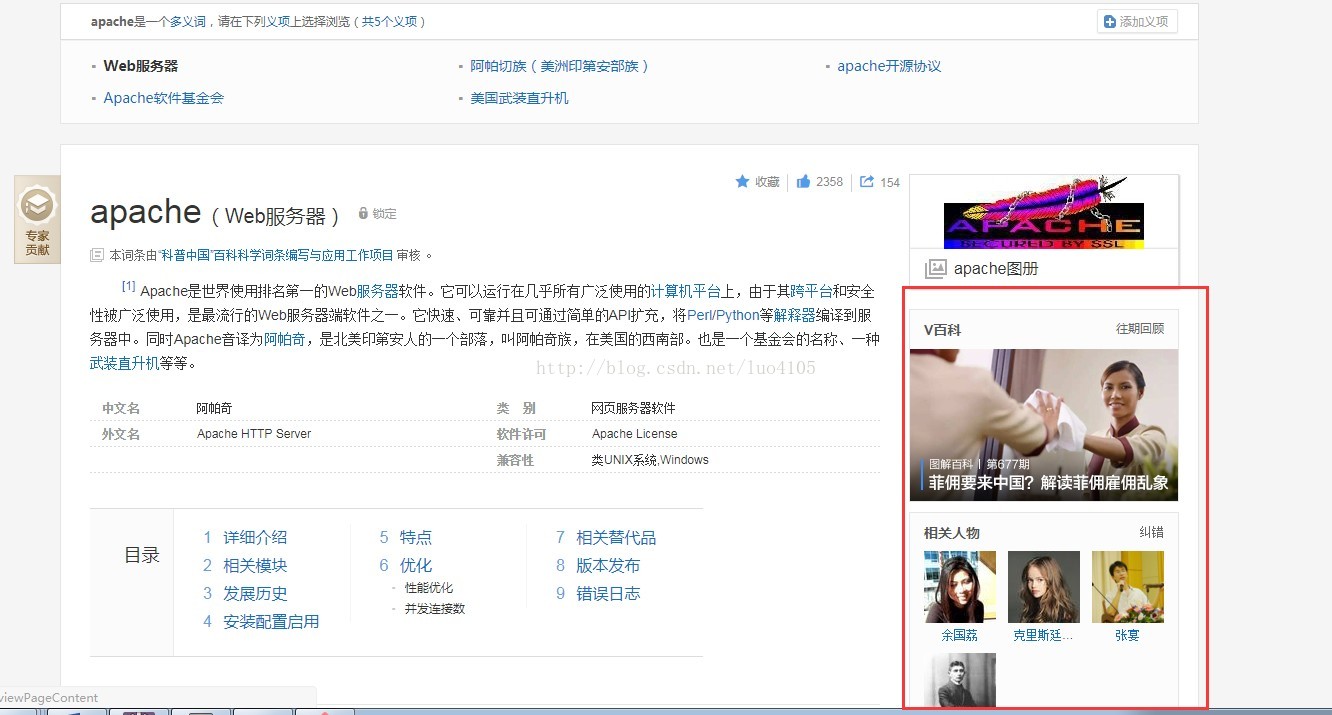 apache是一个多义词，请在下列义项上选择浏览（共5个义项）
添加义项
Web服务器
阿帕切族（美洲印第安部族）
apache开源协议
Apache软件基金会
美国武装直升机
专家
贡献
收藏
2358
154
apache（Web服务器）
锁定
本词条由“科普中国”百科科学词条编写与应用工作项目 审核 。
[1] Apache是世界使用排名第一的Web服务器软件。它可以运行在几乎所有广泛使用的计算机平台上，由于其跨平台和安全
性被广泛使用，是最流行的Web服务器端软件之一。它快速、可靠并且可通过简单的API扩充，将Perl/Python等解释器编译到服
务器中。同时Apache音译为阿帕奇，是北美印第安人的一个部落，叫阿帕奇族，在美国的西南部。也是一个基金会的名称、一种
武装直升机等等。
http://blog.csdn.net/luo4105
中文名 阿帕奇
类 别 网页服务器软件
外文名 Apache HTTP Server
软件许可 Apache License
兼容性 类UNIX系统,Windows
目录
1 详细介绍
2 相关模块
3 发展历史
4 安装配置启用
5 特点
6 优化
- 性能优化
- 并发连接数
7 相关替代品
8 版本发布
9 错误日志
APACHE
SECURED BY SSL
apache图册
V百科
往期回顾
图解百科 | 第677期
菲佣要来中国？解读菲佣雇佣乱象
相关人物
纠错
余国荔
克里斯廷...
张宴
viewPageContent